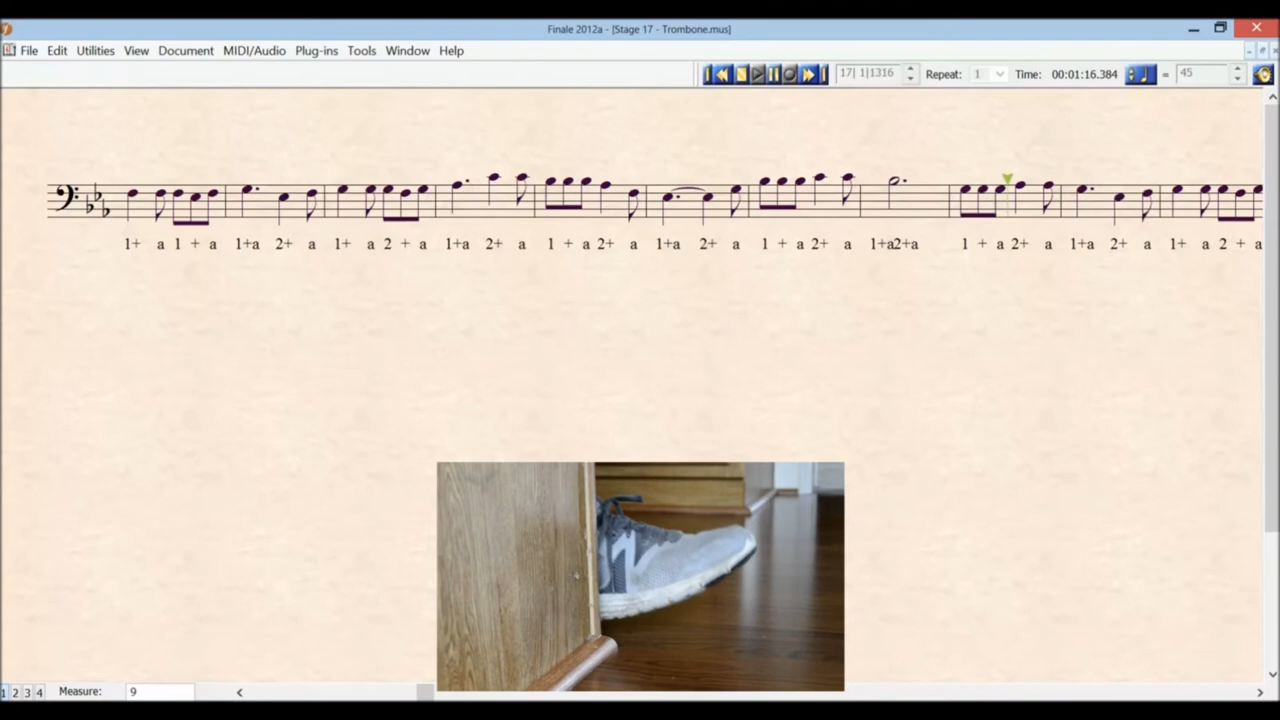 Finale 2012a - [Stage 17 - Trombone.mus]
File Edit Utilities View Document MIDI/Audio Plug-ins Tools Window Help
17| 1|1316 Repeat: 1 Time: 00:01:16.384 = 45
1+ a 1 + a 1+a 2+ a 1+ a 2 + a 1+a 2+ a 1 + a 2+ a 1+a 2+ a 1 + a 2+ a 1+a2+a 1 + a 2+ a 1+a 2+ a 1+ a 2 + a
1 2 3 4 Measure: 9